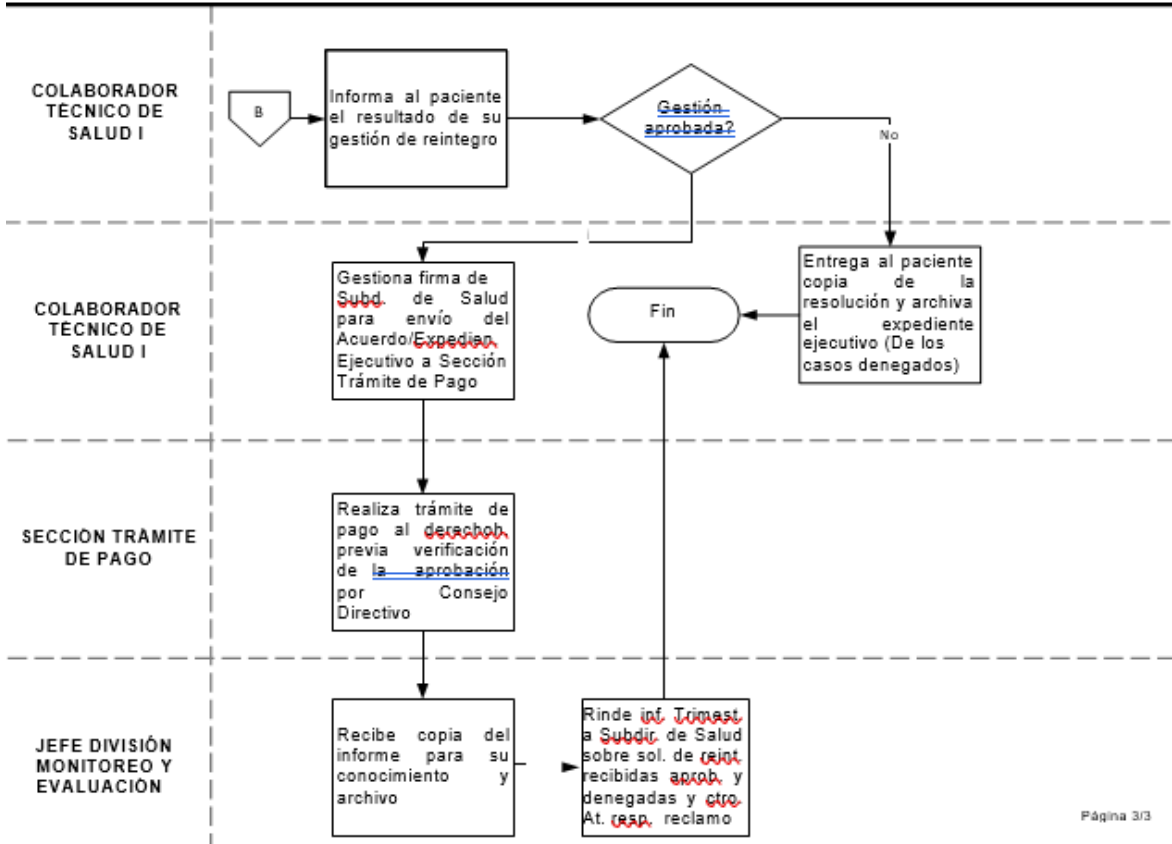 COLABORADOR
TÉCNICO DE
SALUD I
B
Informa al paciente
el resultado de su
gestión de reintegro
Gestión
aprobada?
No
COLABORADOR
TÉCNICO DE
SALUD I
Gestiona firma de
Subd. de Salud
para envío del
Acuerdo/Expedien.
Ejecutivo a Sección
Trámite de Pago
Fin
Entrega al paciente
copia de la
resolución y archiva
el expediente
ejecutivo (De los
casos denegados)
SECCIÓN TRÁMITE
DE PAGO
Realiza trámite de
pago al derechoh.
previa verificación
de la aprobación
por Consejo
Directivo
JEFE DIVISIÓN
MONITOREO Y
EVALUACIÓN
Recibe copia del
informe para su
conocimiento y
archivo
Rinde inf. Trimest.
a Subdir. de Salud
sobre sol. de reint.
recibidas aprob. y
denegadas y ctro.
At. resp. reclamo
Página 3/3